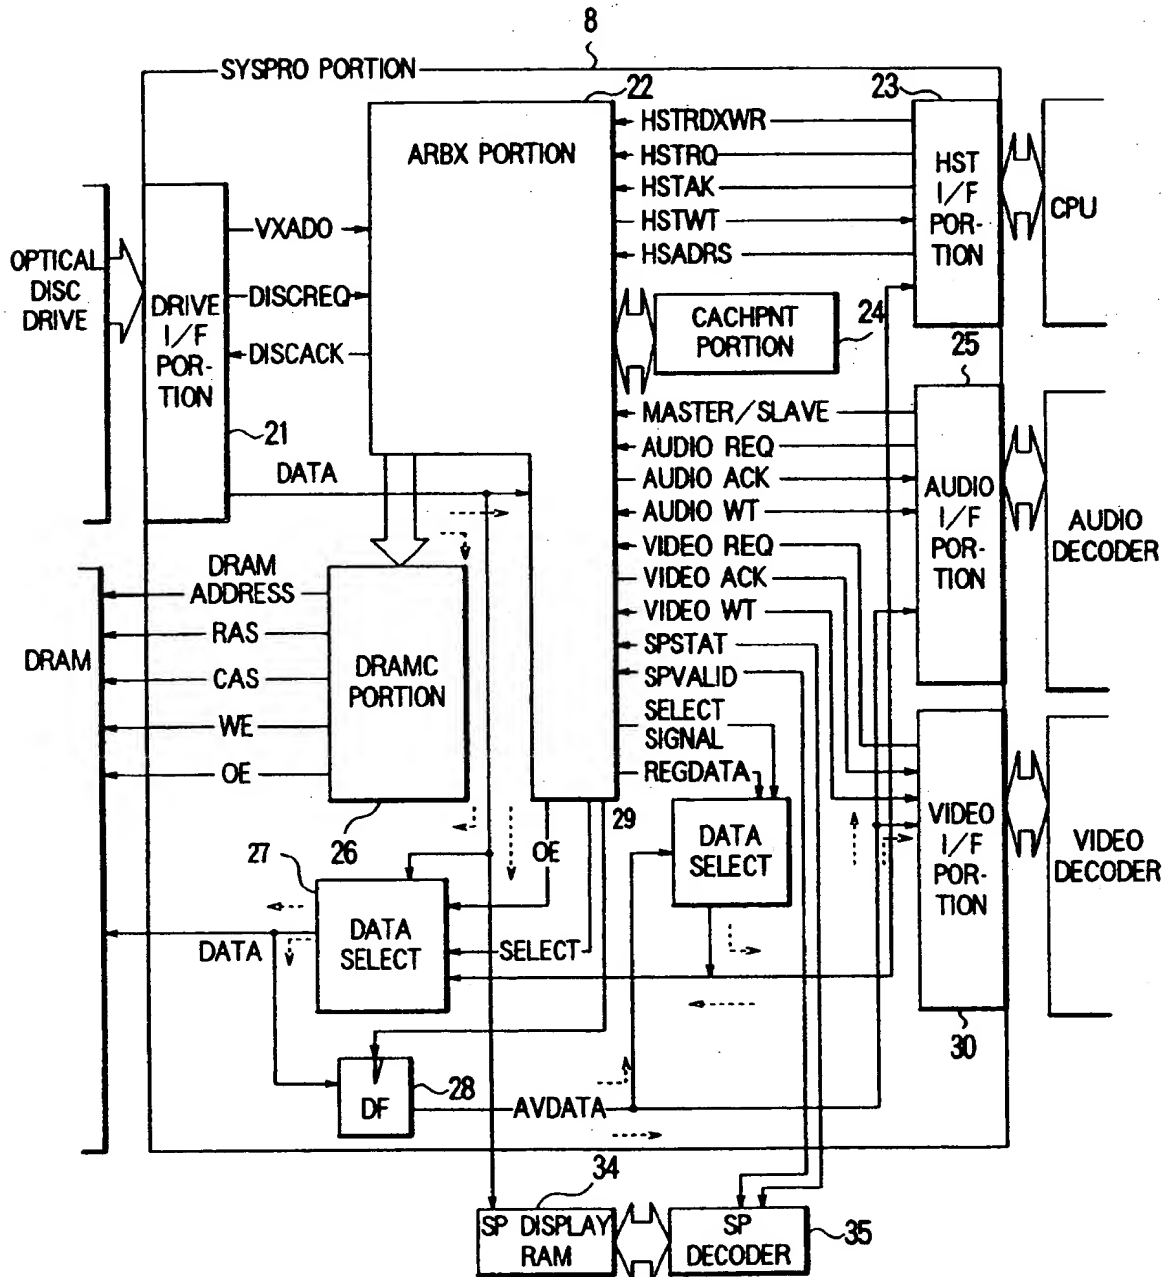 8
SYSPRO PORTION
22
23
ARBX PORTION
HSTRDXWR
HSTRQ
HSTAK
HSTWT
HSADRS
HST
I/F
POR-
TION
CPU
OPTICAL
DISC
DRIVE
DRIVE
I/F
POR-
TION
VXADO
DISCREQ
DISCACK
21
DATA
CACHPNT
PORTION
24
25
MASTER/SLAVE
AUDIO REQ
AUDIO ACK
AUDIO WT
VIDEO REQ
VIDEO ACK
VIDEO WT
SPSTAT
SPVALID
SELECT
SIGNAL
REGDATA
AUDIO
I/F
POR-
TION
AUDIO
DECODER
DRAM
DRAM
ADDRESS
RAS
CAS
WE
OE
DRAMC
PORTION
26
29
DATA
SELECT
VIDEO
I/F
POR-
TION
VIDEO
DECODER
30
27
OE
DATA
DATA
SELECT
SELECT
DF
28
AVDATA
34
SP DISPLAY
RAM
SP
DECODER
35